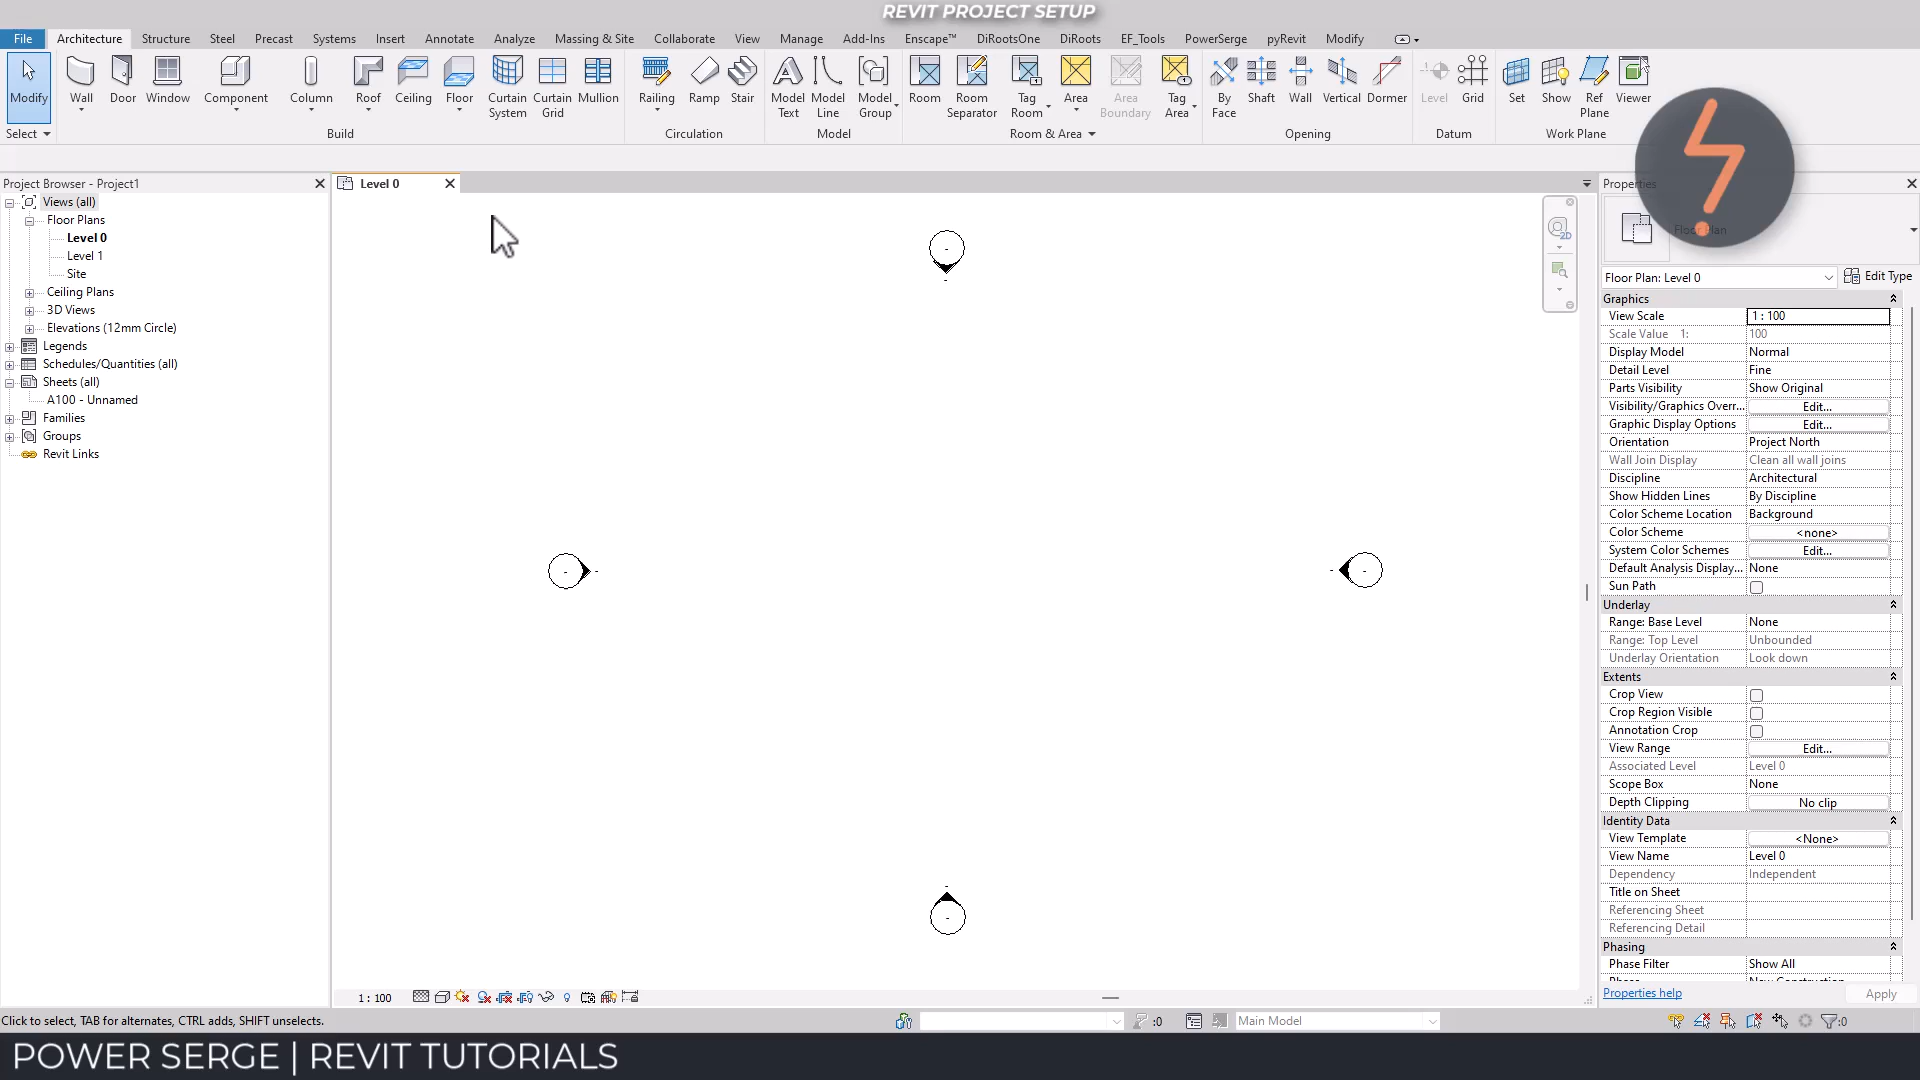 REVIT PROJECT SETUP
File Architecture Structure Steel Precast Systems Insert Annotate Analyze Massing & Site Collaborate View Manage Add-Ins Enscape™ DiRootsOne DiRoots EF_Tools PowerSerge pyRevit Modify
Modify Wall Door Window Component Column Roof Ceiling Floor Curtain System Curtain Grid Mullion Railing Ramp Stair Model Text Model Line Model Group Room Room Separator Tag Room Area Area Boundary Tag Area By Face Shaft Wall Vertical Dormer Level Grid Set Show Ref Plane Viewer
Select Build Circulation Model Room & Area Opening Datum Work Plane
Project Browser - Project1
Views (all)
Floor Plans
Level 0
Level 1
Site
Ceiling Plans
3D Views
Elevations (12mm Circle)
Legends
Schedules/Quantities (all)
Sheets (all)
A100 - Unnamed
Families
Groups
Revit Links
Level 0
2D
Properties
Floor Plan
Floor Plan: Level 0 Edit Type
Graphics
View Scale 1 : 100
Scale Value 1: 100
Display Model Normal
Detail Level Fine
Parts Visibility Show Original
Visibility/Graphics Overr... Edit...
Graphic Display Options Edit...
Orientation Project North
Wall Join Display Clean all wall joins
Discipline Architectural
Show Hidden Lines By Discipline
Color Scheme Location Background
Color Scheme <none>
System Color Schemes Edit...
Default Analysis Display... None
Sun Path
Underlay
Range: Base Level None
Range: Top Level Unbounded
Underlay Orientation Look down
Extents
Crop View
Crop Region Visible
Annotation Crop
View Range Edit...
Associated Level Level 0
Scope Box None
Depth Clipping No clip
Identity Data
View Template <None>
View Name Level 0
Dependency Independent
Title on Sheet
Referencing Sheet
Referencing Detail
Phasing
Phase Filter Show All
Properties help Apply
1 : 100
Click to select, TAB for alternates, CTRL adds, SHIFT unselects. :0 Main Model :0
POWER SERGE | REVIT TUTORIALS